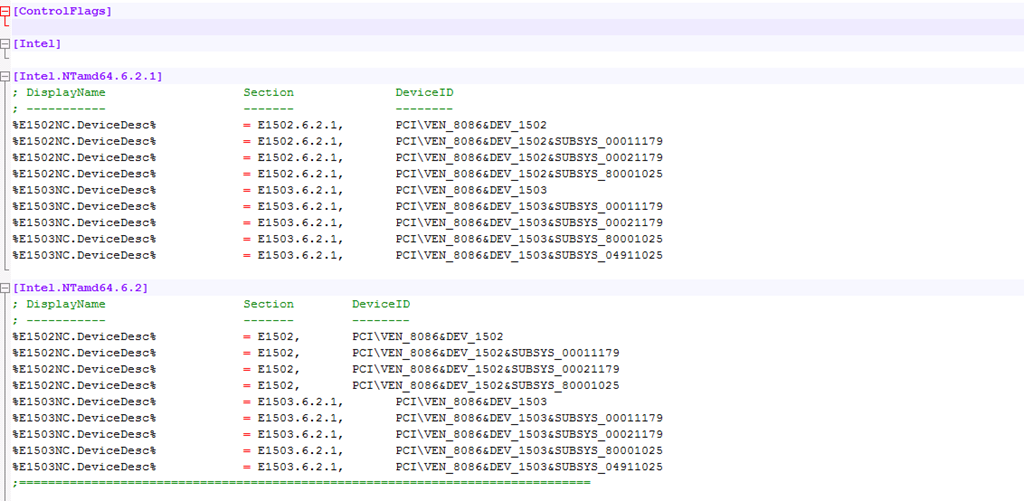 [ControlFlags]
[Intel]
[Intel.NTamd64.6.2.1]
; DisplayName                   Section              DeviceID
; -----------                   -------              --------
%E1502NC.DeviceDesc%            = E1502.6.2.1,       PCI\VEN_8086&DEV_1502
%E1502NC.DeviceDesc%            = E1502.6.2.1,       PCI\VEN_8086&DEV_1502&SUBSYS_00011179
%E1502NC.DeviceDesc%            = E1502.6.2.1,       PCI\VEN_8086&DEV_1502&SUBSYS_00021179
%E1502NC.DeviceDesc%            = E1502.6.2.1,       PCI\VEN_8086&DEV_1502&SUBSYS_80001025
%E1503NC.DeviceDesc%            = E1503.6.2.1,       PCI\VEN_8086&DEV_1503
%E1503NC.DeviceDesc%            = E1503.6.2.1,       PCI\VEN_8086&DEV_1503&SUBSYS_00011179
%E1503NC.DeviceDesc%            = E1503.6.2.1,       PCI\VEN_8086&DEV_1503&SUBSYS_00021179
%E1503NC.DeviceDesc%            = E1503.6.2.1,       PCI\VEN_8086&DEV_1503&SUBSYS_80001025
%E1503NC.DeviceDesc%            = E1503.6.2.1,       PCI\VEN_8086&DEV_1503&SUBSYS_04911025
[Intel.NTamd64.6.2]
; DisplayName                   Section        DeviceID
; -----------                   -------        --------
%E1502NC.DeviceDesc%            = E1502,       PCI\VEN_8086&DEV_1502
%E1502NC.DeviceDesc%            = E1502,       PCI\VEN_8086&DEV_1502&SUBSYS_00011179
%E1502NC.DeviceDesc%            = E1502,       PCI\VEN_8086&DEV_1502&SUBSYS_00021179
%E1502NC.DeviceDesc%            = E1502,       PCI\VEN_8086&DEV_1502&SUBSYS_80001025
%E1503NC.DeviceDesc%            = E1503.6.2.1,       PCI\VEN_8086&DEV_1503
%E1503NC.DeviceDesc%            = E1503.6.2.1,       PCI\VEN_8086&DEV_1503&SUBSYS_00011179
%E1503NC.DeviceDesc%            = E1503.6.2.1,       PCI\VEN_8086&DEV_1503&SUBSYS_00021179
%E1503NC.DeviceDesc%            = E1503.6.2.1,       PCI\VEN_8086&DEV_1503&SUBSYS_80001025
%E1503NC.DeviceDesc%            = E1503.6.2.1,       PCI\VEN_8086&DEV_1503&SUBSYS_04911025
;===============================================================================